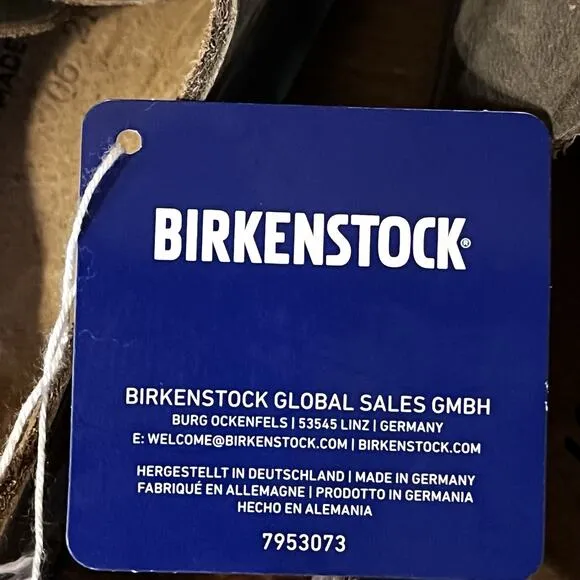 MADE
BIRKENSTOCK®
BIRKENSTOCK GLOBAL SALES GMBH
BURG OCKENFELS | 53545 LINZ | GERMANY
E: WELCOME@BIRKENSTOCK.COM | BIRKENSTOCK.COM
HERGESTELLT IN DEUTSCHLAND | MADE IN GERMANY
FABRIQUÉ EN ALLEMAGNE | PRODOTTO IN GERMANIA
HECHO EN ALEMANIA
7953073